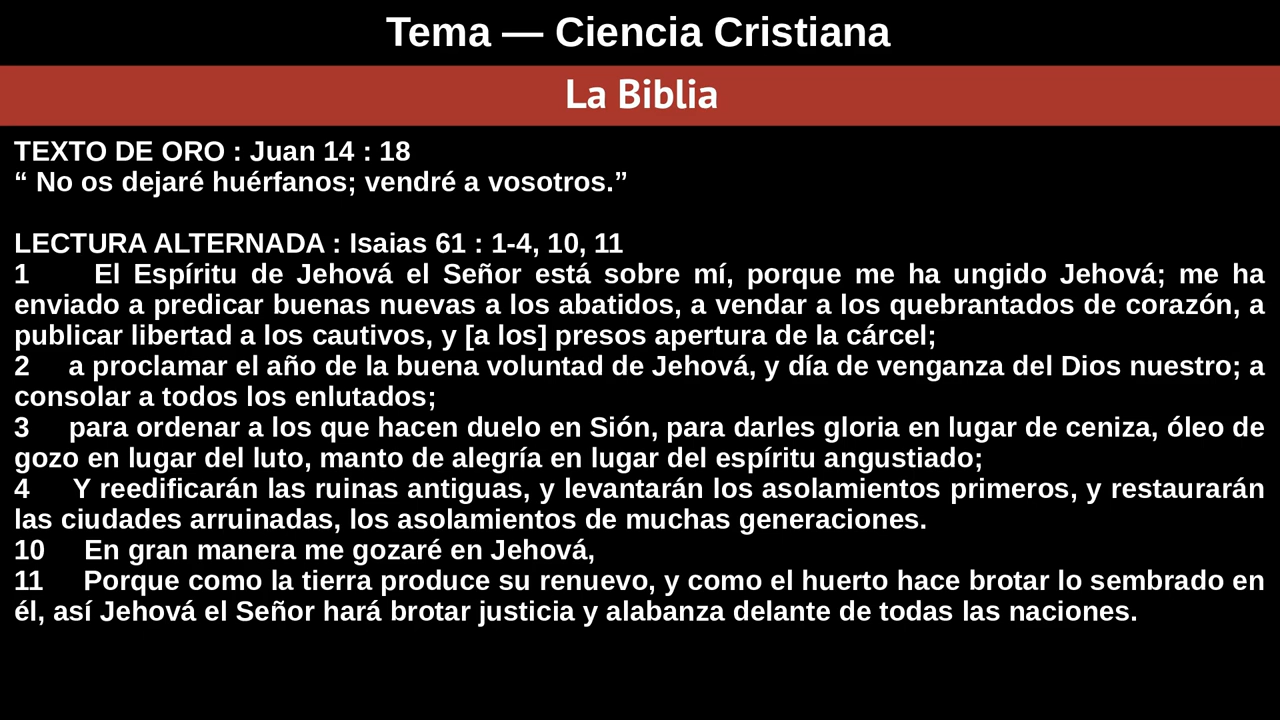 Tema — Ciencia Cristiana
La Biblia
TEXTO DE ORO : Juan 14 : 18
“ No os dejaré huérfanos; vendré a vosotros.”
LECTURA ALTERNADA : Isaias 61 : 1-4, 10, 11
1 El Espíritu de Jehová el Señor está sobre mí, porque me ha ungido Jehová; me ha
enviado a predicar buenas nuevas a los abatidos, a vendar a los quebrantados de corazón, a
publicar libertad a los cautivos, y [a los] presos apertura de la cárcel;
2 a proclamar el año de la buena voluntad de Jehová, y día de venganza del Dios nuestro; a
consolar a todos los enlutados;
3 para ordenar a los que hacen duelo en Sión, para darles gloria en lugar de ceniza, óleo de
gozo en lugar del luto, manto de alegría en lugar del espíritu angustiado;
4 Y reedificarán las ruinas antiguas, y levantarán los asolamientos primeros, y restaurarán
las ciudades arruinadas, los asolamientos de muchas generaciones.
10 En gran manera me gozaré en Jehová,
11 Porque como la tierra produce su renuevo, y como el huerto hace brotar lo sembrado en
él, así Jehová el Señor hará brotar justicia y alabanza delante de todas las naciones.